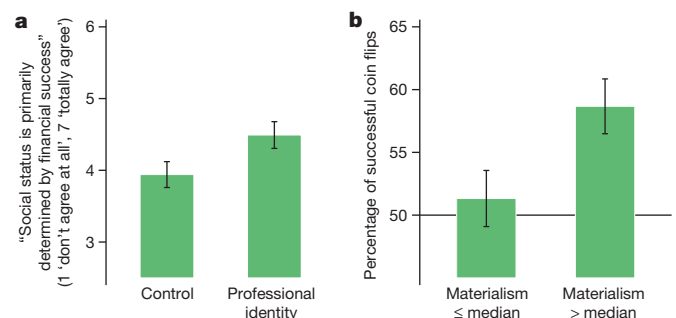 a
“Social status is primarily
determined by financial success”
(1 ‘don’t agree at all’, 7 ‘totally agree’)
6
5
4
3
Control
Professional
identity
b
Percentage of successful coin flips
65
60
55
50
Materialism
≤ median
Materialism
> median